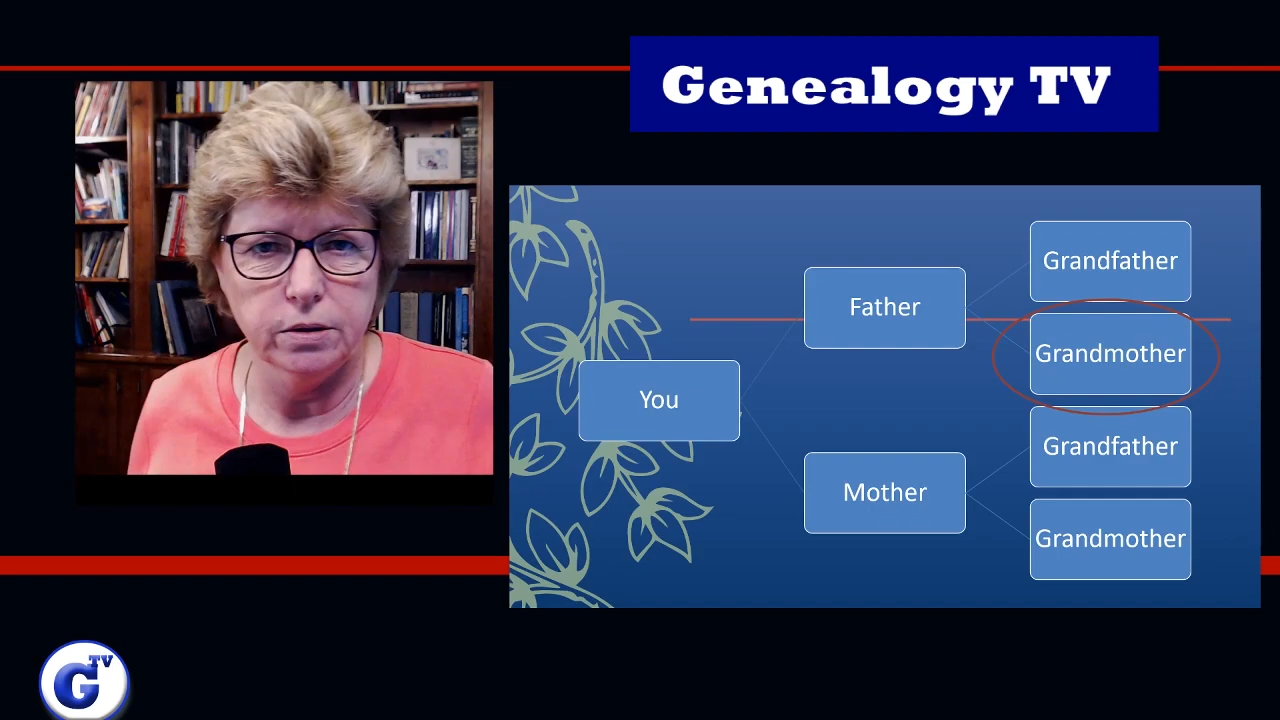 Genealogy TV
Grandfather
Father
Grandmother
You
Grandfather
Mother
Grandmother
G TV